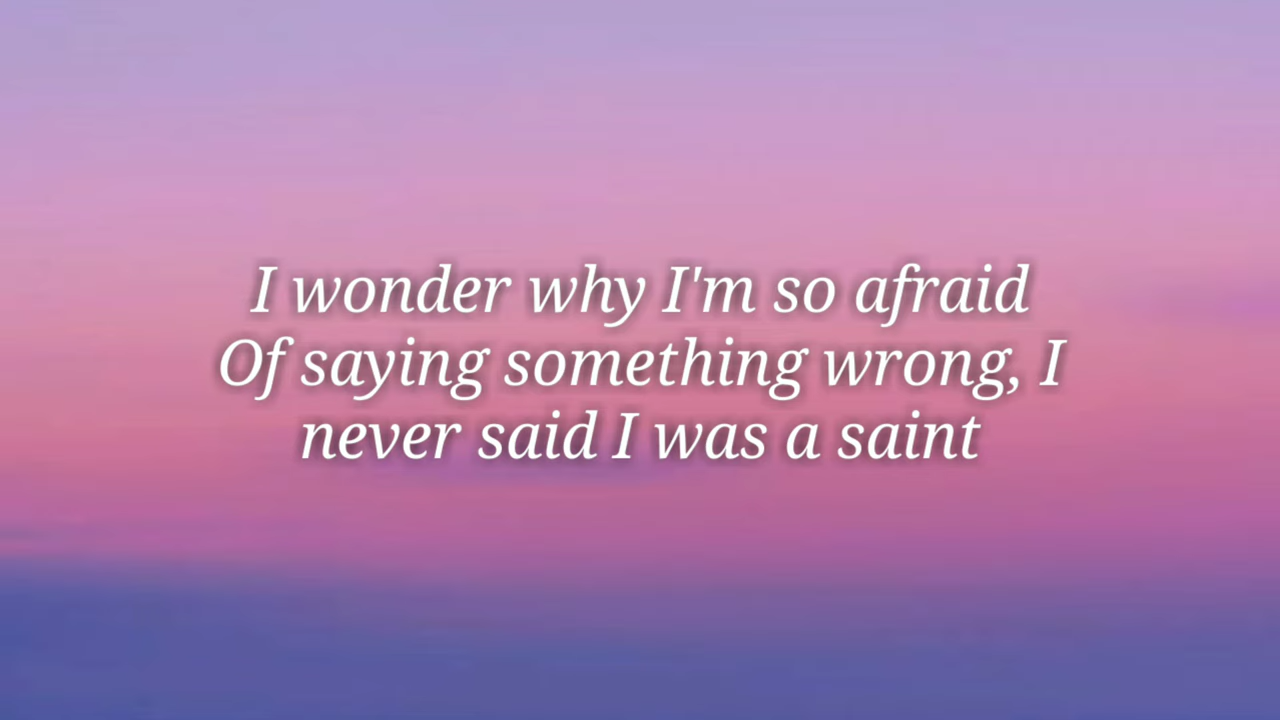 I wonder why I'm so afraid
Of saying something wrong, I
never said I was a saint